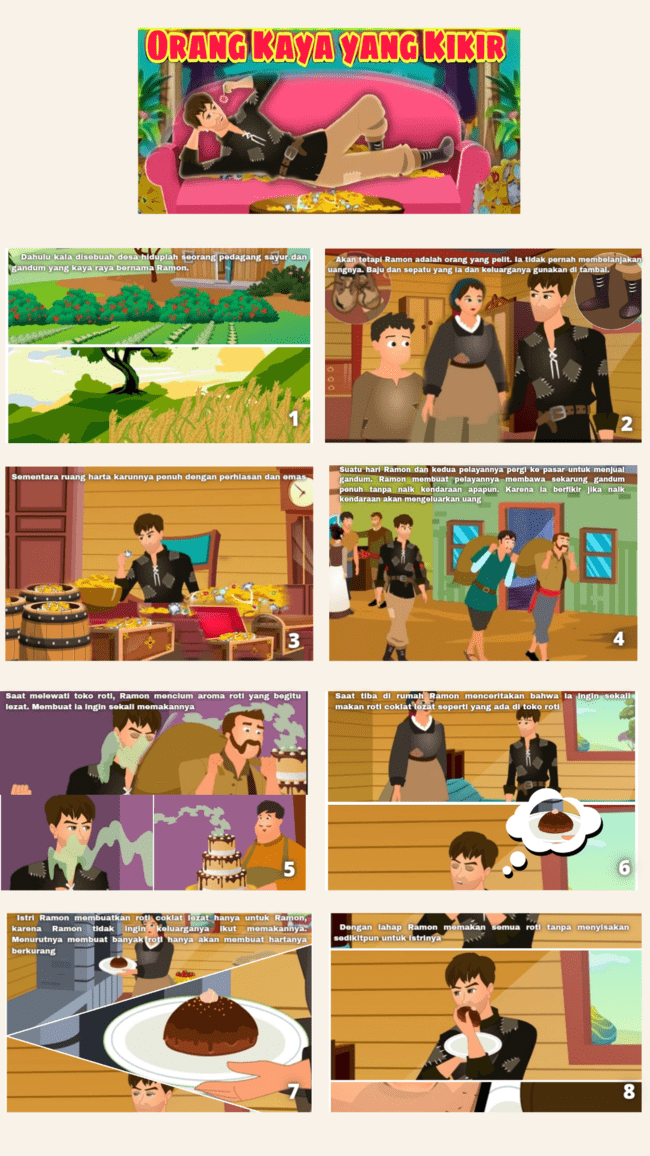 Orang Kaya yang Kikir
Dahulu kala disebuah desa hiduplah seorang pedagang sayur dan
gandum yang kaya raya bernama Ramon.
1
Akan tetapi Ramon adalah orang yang pelit. Ia tidak pernah membelanjakan
uangnya. Baju dan sepatu yang ia dan keluarganya gunakan di tambal.
2
Sementara ruang harta karunnya penuh dengan perhiasan dan emas
3
Suatu hari Ramon dan kedua pelayannya pergi ke pasar untuk menjual
gandum. Ramon membuat pelayannya membawa sekarung gandum
penuh tanpa naik kendaraan apapun. Karena ia berfikir jika naik
kendaraan akan mengeluarkan uang
4
Saat melewati toko roti, Ramon mencium aroma roti yang begitu
lezat. Membuat ia ingin sekali memakannya
5
Saat tiba di rumah Ramon menceritakan bahwa ia ingin sekali
makan roti coklat lezat seperti yang ada di toko roti
6
Istri Ramon membuatkan roti coklat lezat hanya untuk Ramon,
karena Ramon tidak ingin keluarganya ikut memakannya.
Menurutnya membuat banyak roti hanya akan membuat hartanya
berkurang
7
Dengan lahap Ramon memakan semua roti tanpa menyisakan
sedikitpun untuk istrinya
8